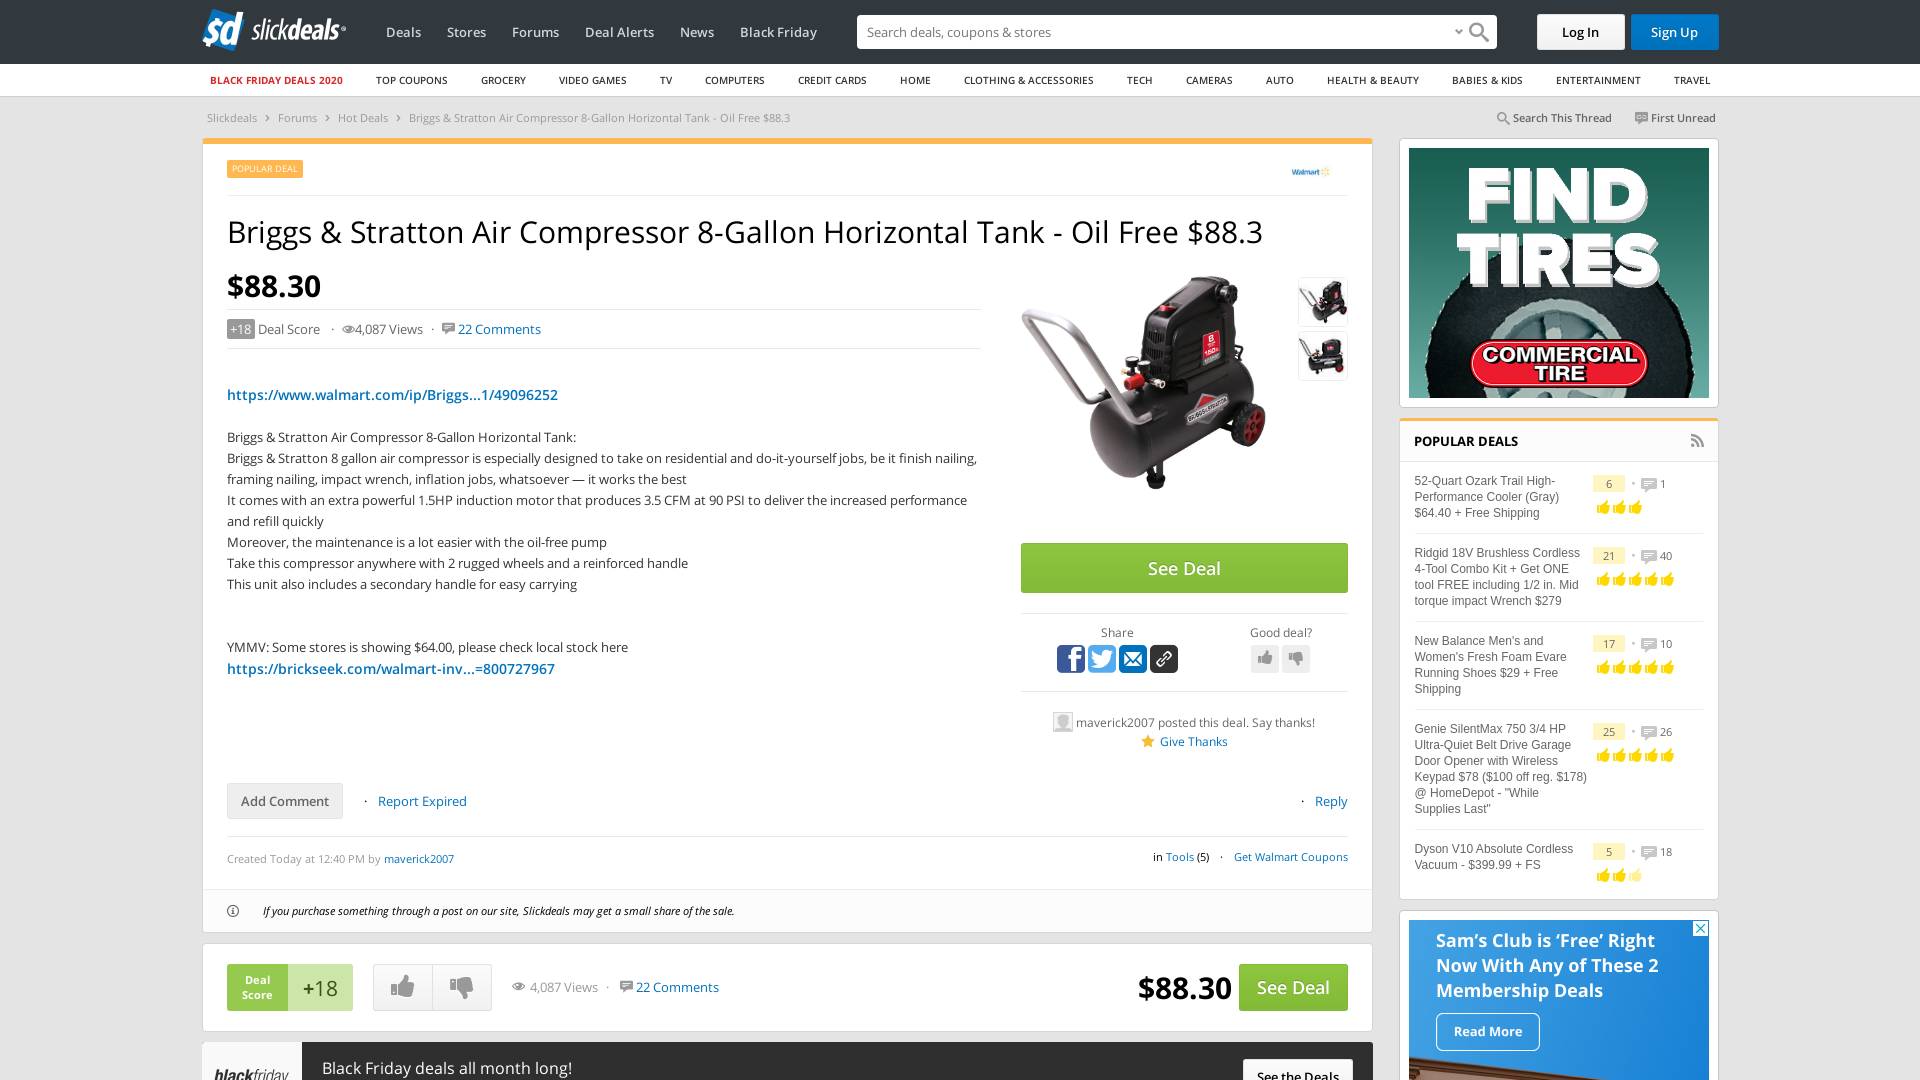 sd slickdeals
Deals Stores Forums Deal Alerts News Black Friday
Search deals, coupons & stores
Log In
Sign Up
BLACK FRIDAY DEALS 2020 TOP COUPONS GROCERY VIDEO GAMES TV COMPUTERS CREDIT CARDS HOME CLOTHING & ACCESSORIES TECH CAMERAS AUTO HEALTH & BEAUTY BABIES & KIDS ENTERTAINMENT TRAVEL
Slickdeals › Forums › Hot Deals › Briggs & Stratton Air Compressor 8-Gallon Horizontal Tank - Oil Free $88.3
Search This Thread First Unread
POPULAR DEAL
Walmart
Briggs & Stratton Air Compressor 8-Gallon Horizontal Tank - Oil Free $88.3
$88.30
+18 Deal Score · 4,087 Views · 22 Comments
https://www.walmart.com/ip/Briggs...1/49096252
Briggs & Stratton Air Compressor 8-Gallon Horizontal Tank:
Briggs & Stratton 8 gallon air compressor is especially designed to take on residential and do-it-yourself jobs, be it finish nailing,
framing nailing, impact wrench, inflation jobs, whatsoever — it works the best
It comes with an extra powerful 1.5HP induction motor that produces 3.5 CFM at 90 PSI to deliver the increased performance
and refill quickly
Moreover, the maintenance is a lot easier with the oil-free pump
Take this compressor anywhere with 2 rugged wheels and a reinforced handle
This unit also includes a secondary handle for easy carrying
YMMV: Some stores is showing $64.00, please check local stock here
https://brickseek.com/walmart-inv...=800727967
8
150
BRIGGS & STRATTON
See Deal
Share
Good deal?
maverick2007 posted this deal. Say thanks!
Give Thanks
Add Comment · Report Expired
· Reply
Created Today at 12:40 PM by maverick2007
in Tools (5) · Get Walmart Coupons
If you purchase something through a post on our site, Slickdeals may get a small share of the sale.
Deal
Score
+18
4,087 Views · 22 Comments
$88.30
See Deal
blackfriday
Black Friday deals all month long!
See the Deals
FIND
TIRES
COMMERCIAL
TIRE
POPULAR DEALS
52-Quart Ozark Trail High-
Performance Cooler (Gray)
$64.40 + Free Shipping
6 • 1
Ridgid 18V Brushless Cordless
4-Tool Combo Kit + Get ONE
tool FREE including 1/2 in. Mid
torque impact Wrench $279
21 • 40
New Balance Men's and
Women's Fresh Foam Evare
Running Shoes $29 + Free
Shipping
17 • 10
Genie SilentMax 750 3/4 HP
Ultra-Quiet Belt Drive Garage
Door Opener with Wireless
Keypad $78 ($100 off reg. $178)
@ HomeDepot - "While
Supplies Last"
25 • 26
Dyson V10 Absolute Cordless
Vacuum - $399.99 + FS
5 • 18
Sam's Club is ‘Free’ Right
Now With Any of These 2
Membership Deals
Read More